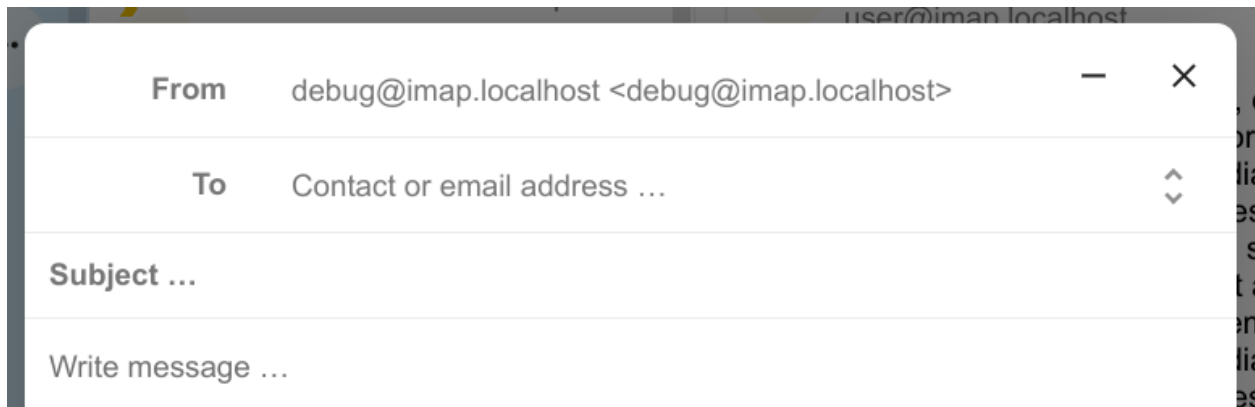 user@imap.localhost
From debug@imap.localhost <debug@imap.localhost>
To Contact or email address …
Subject …
Write message …